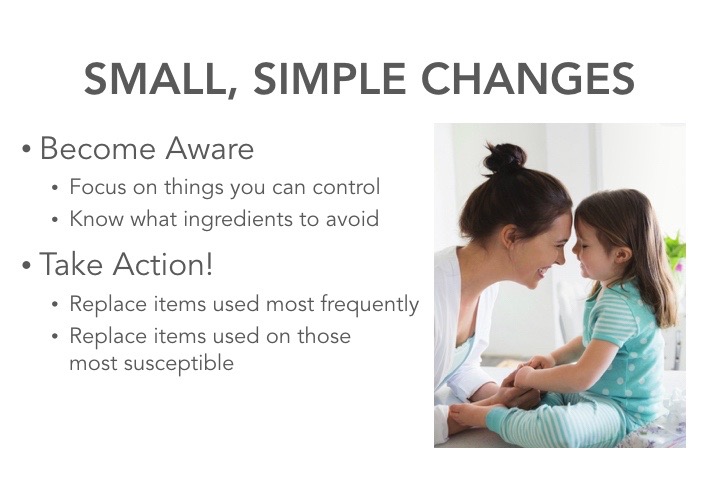 SMALL, SIMPLE CHANGES
• Become Aware
• Focus on things you can control
• Know what ingredients to avoid
• Take Action!
• Replace items used most frequently
• Replace items used on those
most susceptible